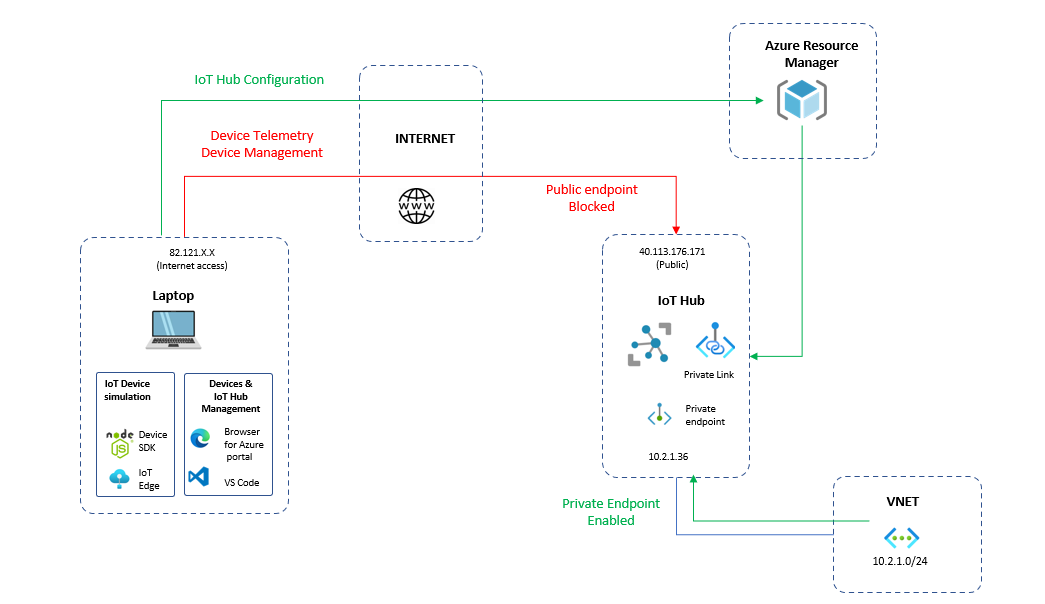 Azure Resource
Manager
IoT Hub Configuration
INTERNET
Device Telemetry
Device Management
WWW
Public endpoint
Blocked
82.121.X.X
(Internet access)
Laptop
IoT Device
simulation
node
JS
Device
SDK
IoT
Edge
Devices &
IoT Hub
Management
Browser
for Azure
portal
VS Code
40.113.176.171
(Public)
IoT Hub
Private Link
Private
endpoint
10.2.1.36
Private Endpoint
Enabled
VNET
10.2.1.0/24